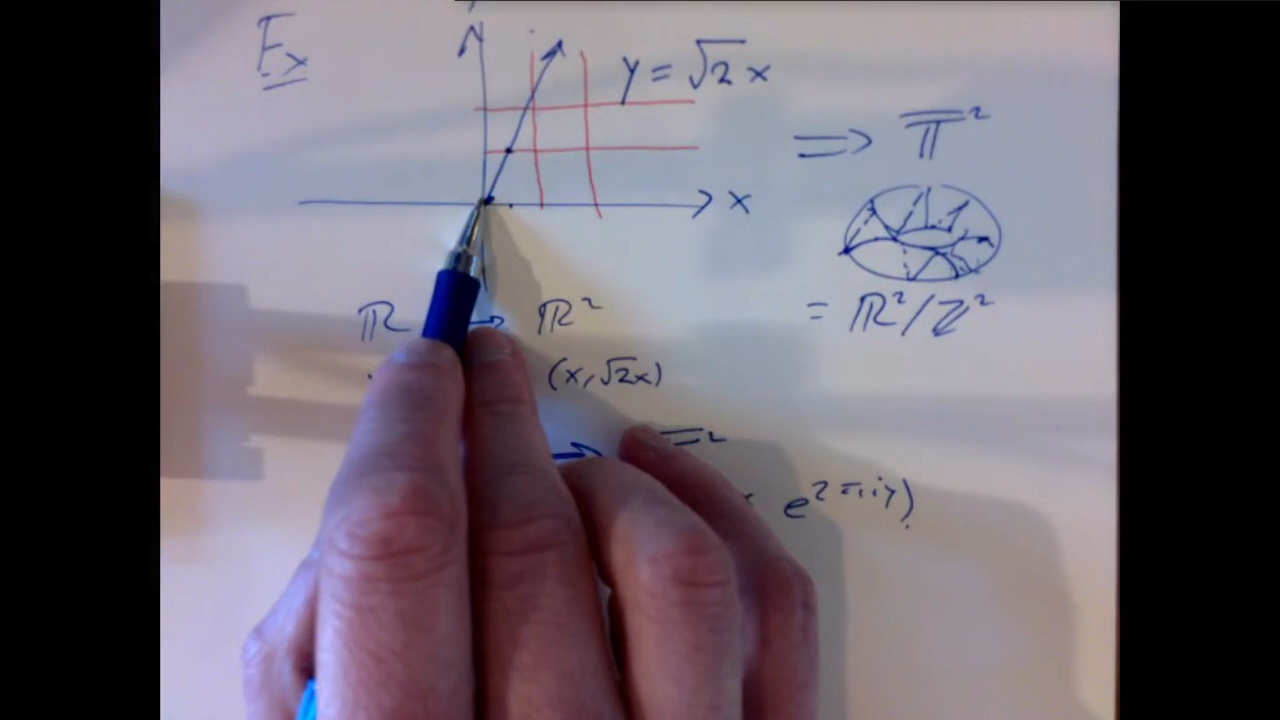 Ex
y = √2 x
⇒ 𝕋²
x
= ℝ²/ℤ²
ℝ → ℝ²
(x, √2x)
→
e^{2πiy})